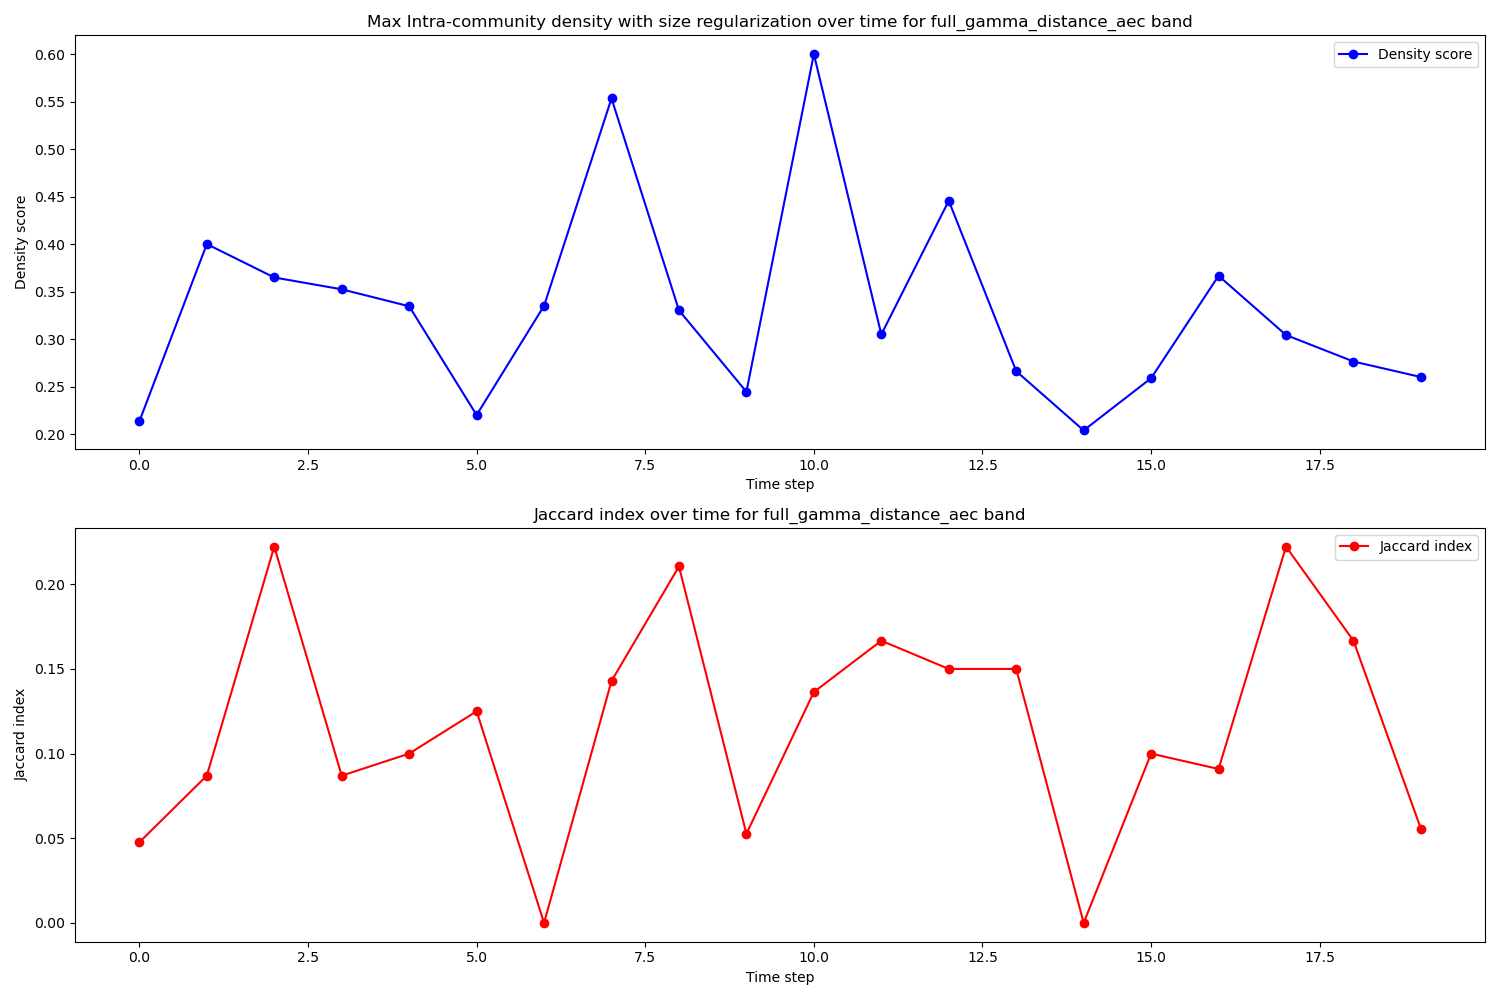 Max Intra-community density with size regularization over time for full_gamma_distance_aec band
Density score
0.60
0.55
0.50
0.45
0.40
0.35
0.30
0.25
0.20
Density score
0.0 2.5 5.0 7.5 10.0 12.5 15.0 17.5
Time step
Jaccard index over time for full_gamma_distance_aec band
Jaccard index
0.20
0.15
0.10
0.05
0.00
Jaccard index
0.0 2.5 5.0 7.5 10.0 12.5 15.0 17.5
Time step